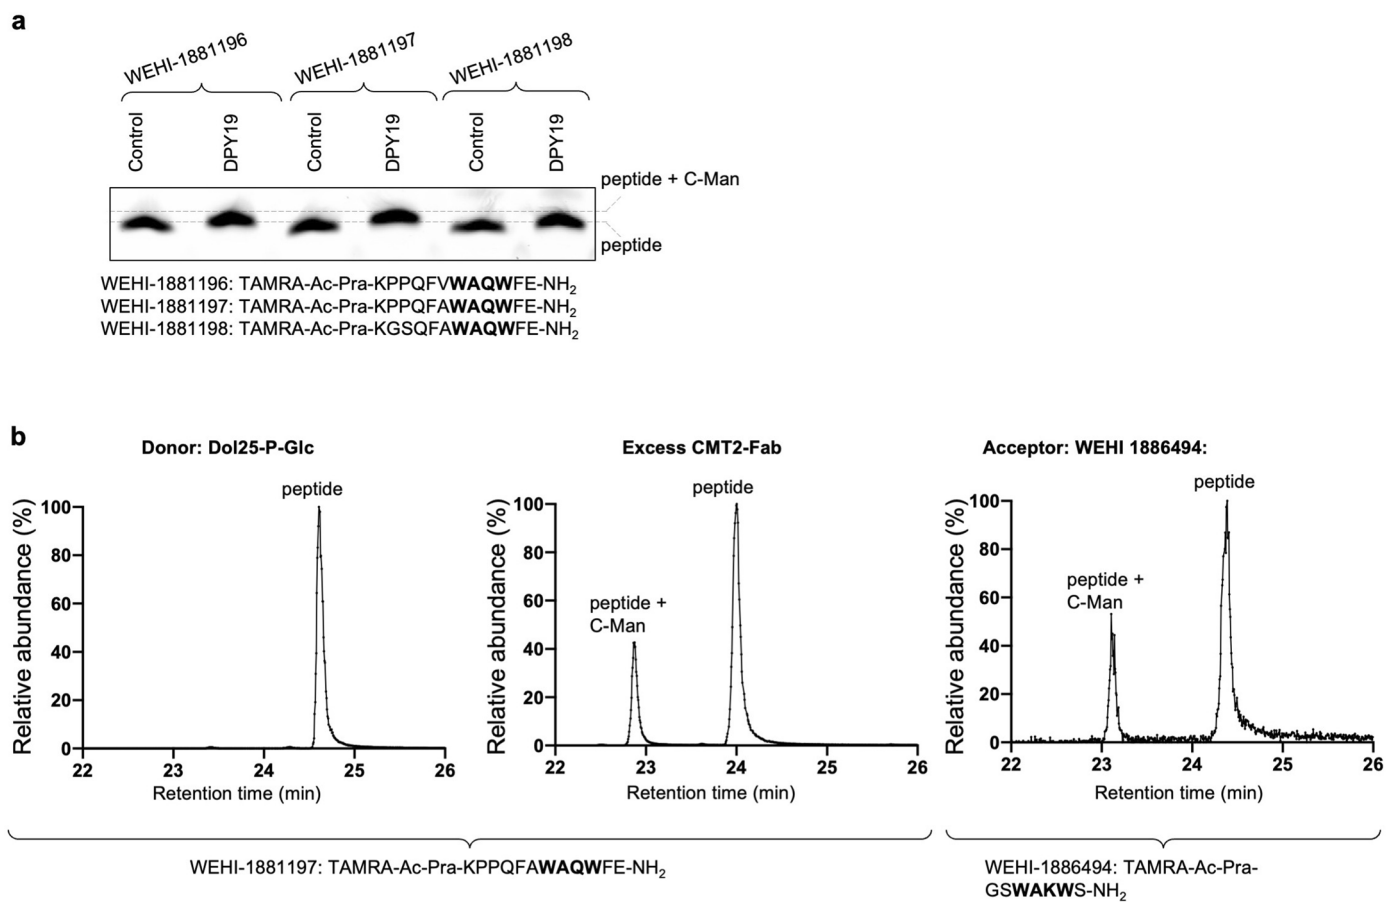 a
WEHI-1881196
WEHI-1881197
WEHI-1881198
Control
DPY19
Control
DPY19
Control
DPY19
peptide + C-Man
peptide
WEHI-1881196: TAMRA-Ac-Pra-KPPQFVWAQWFE-NH2
WEHI-1881197: TAMRA-Ac-Pra-KPPQFAWAQWFE-NH2
WEHI-1881198: TAMRA-Ac-Pra-KGSQFAWAQWFE-NH2
b
Donor: Dol25-P-Glc
peptide
Relative abundance (%)
100
80
60
40
20
0
22 23 24 25 26
Retention time (min)
Excess CMT2-Fab
peptide
peptide +
C-Man
Relative abundance (%)
100
80
60
40
20
0
22 23 24 25 26
Retention time (min)
Acceptor: WEHI 1886494:
peptide
peptide +
C-Man
Relative abundance (%)
100
80
60
40
20
0
22 23 24 25 26
Retention time (min)
WEHI-1881197: TAMRA-Ac-Pra-KPPQFAWAQWFE-NH2
WEHI-1886494: TAMRA-Ac-Pra-
GSWAKWS-NH2